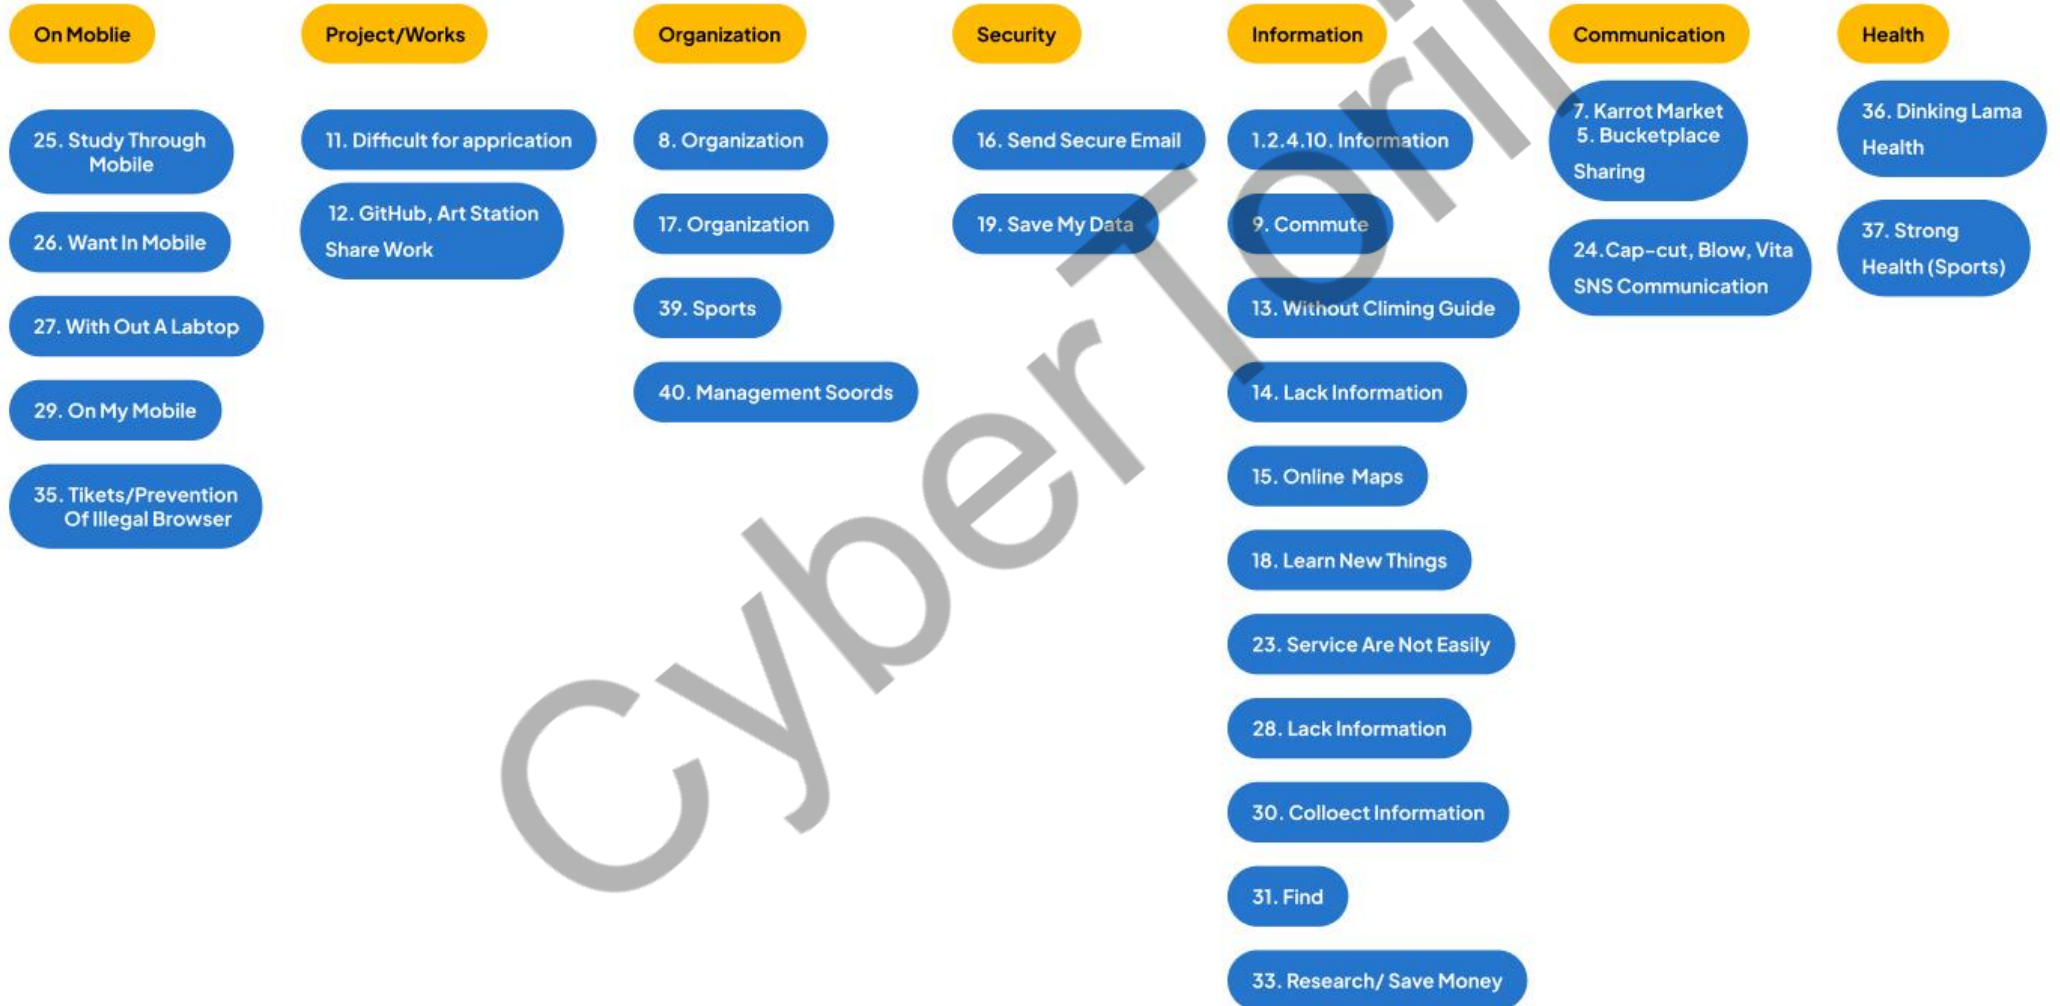 On Moblie
25. Study Through
Mobile
26. Want In Mobile
27. With Out A Labtop
29. On My Mobile
35. Tikets/Prevention
Of Illegal Browser
Project/Works
11. Difficult for apprication
12. GitHub, Art Station
Share Work
Organization
8. Organization
17. Organization
39. Sports
40. Management Soords
Security
16. Send Secure Email
19. Save My Data
Information
1.2.4.10. Information
9. Commute
13. Without Climing Guide
14. Lack Information
15. Online Maps
18. Learn New Things
23. Service Are Not Easily
28. Lack Information
30. Colloect Information
31. Find
33. Research/ Save Money
Communication
7. Karrot Market
5. Bucketplace
Sharing
24.Cap-cut, Blow, Vita
SNS Communication
Health
36. Dinking Lama
Health
37. Strong
Health (Sports)